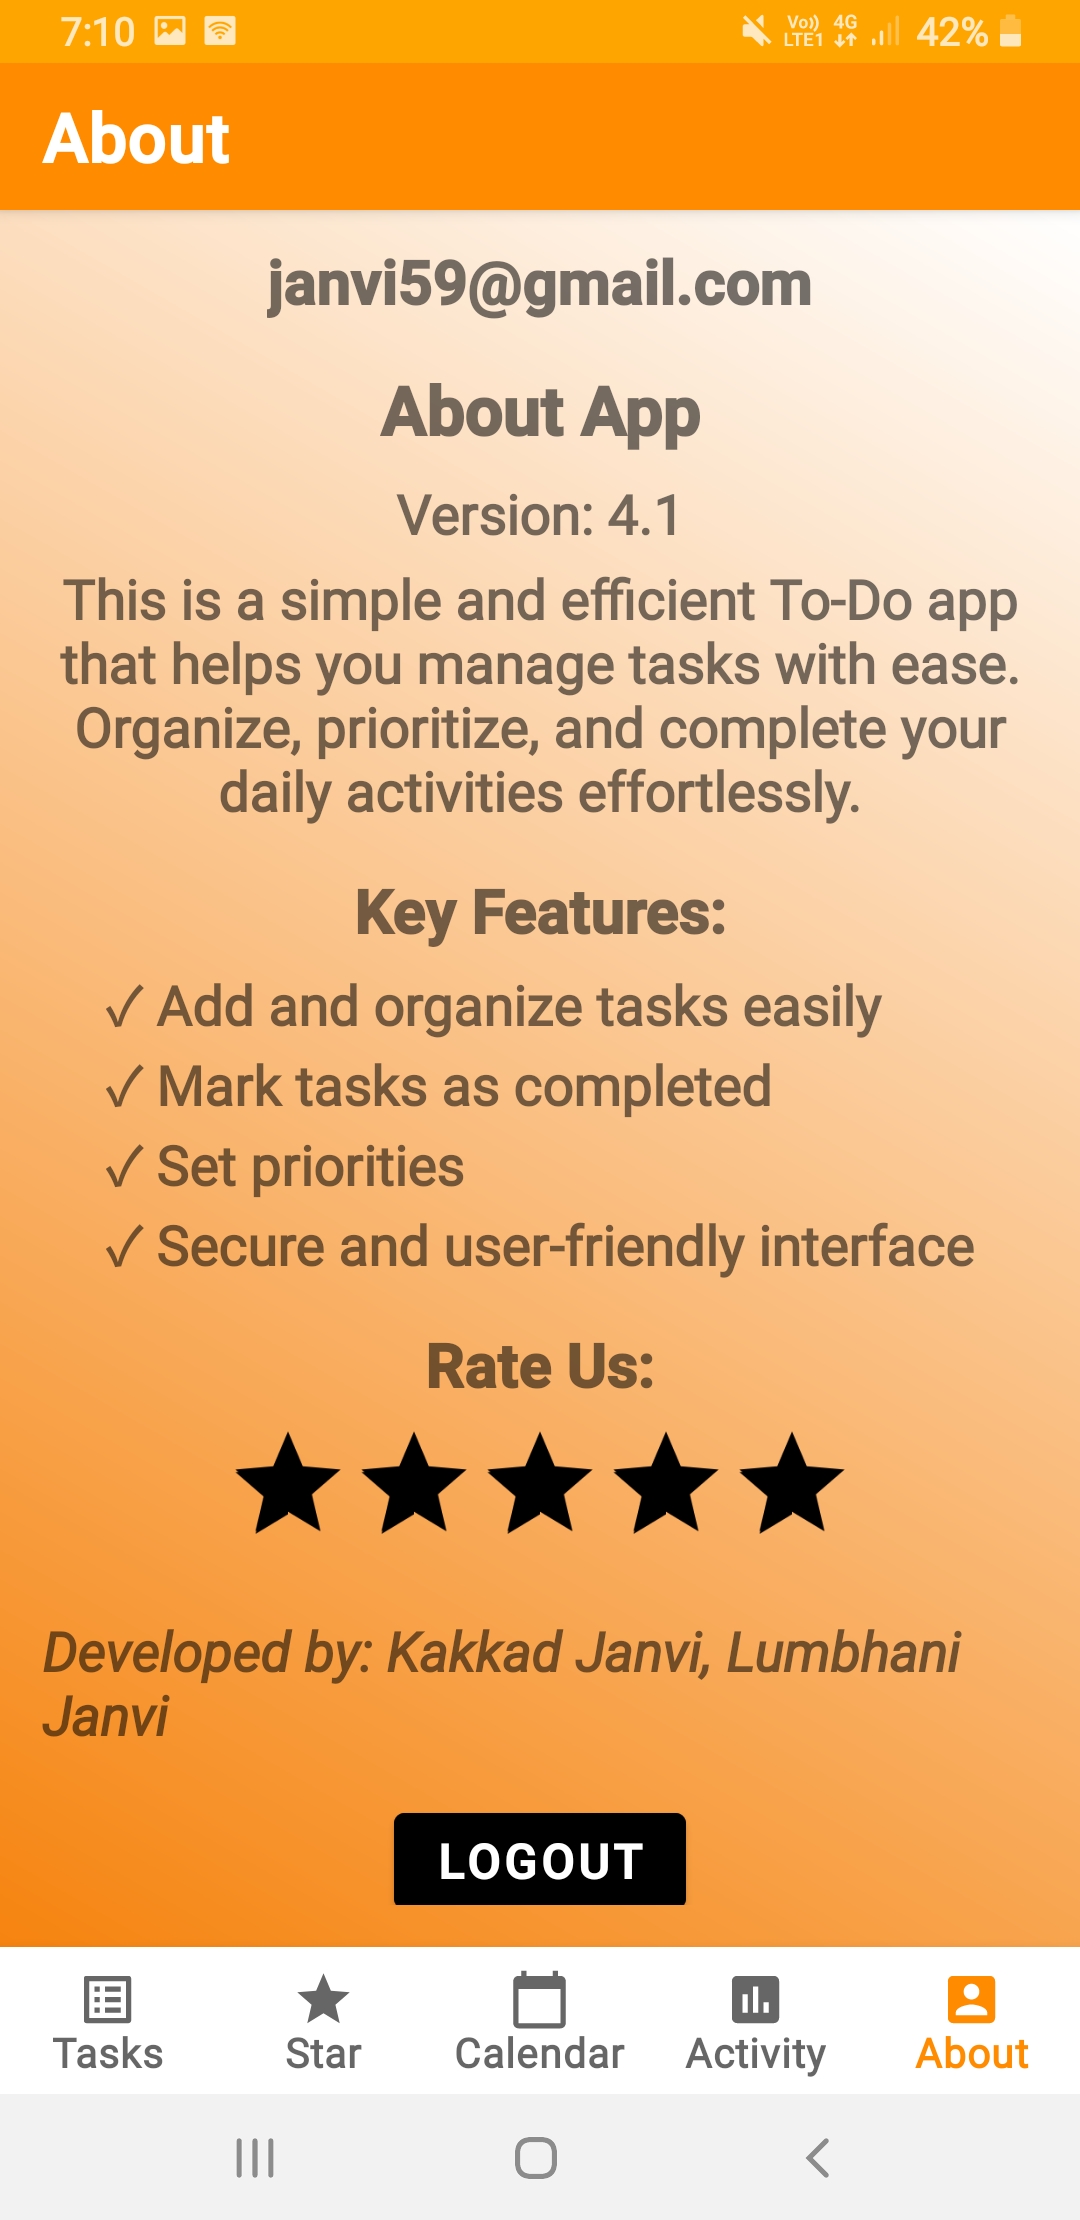 7:10 Vo)) LTE1 4G 42%
About
janvi59@gmail.com
About App
Version: 4.1
This is a simple and efficient To-Do app
that helps you manage tasks with ease.
Organize, prioritize, and complete your
daily activities effortlessly.
Key Features:
✓ Add and organize tasks easily
✓ Mark tasks as completed
✓ Set priorities
✓ Secure and user-friendly interface
Rate Us:
Developed by: Kakkad Janvi, Lumbhani
Janvi
LOGOUT
Tasks Star Calendar Activity About